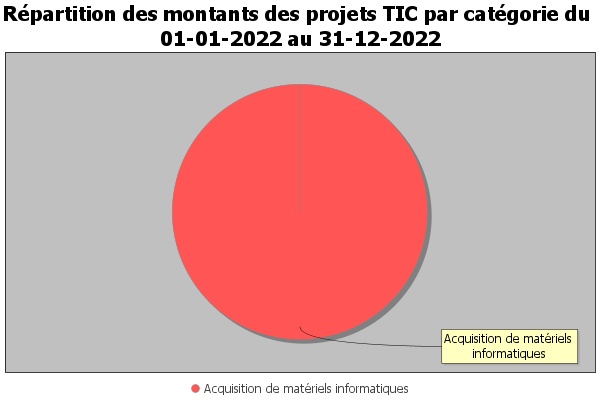 Répartition des montants des projets TIC par catégorie du
01-01-2022 au 31-12-2022
Acquisition de matériels
informatiques
Acquisition de matériels informatiques